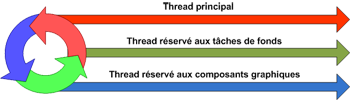 Thread principal
Thread réservé aux tâches de fonds
Thread réservé aux composants graphiques